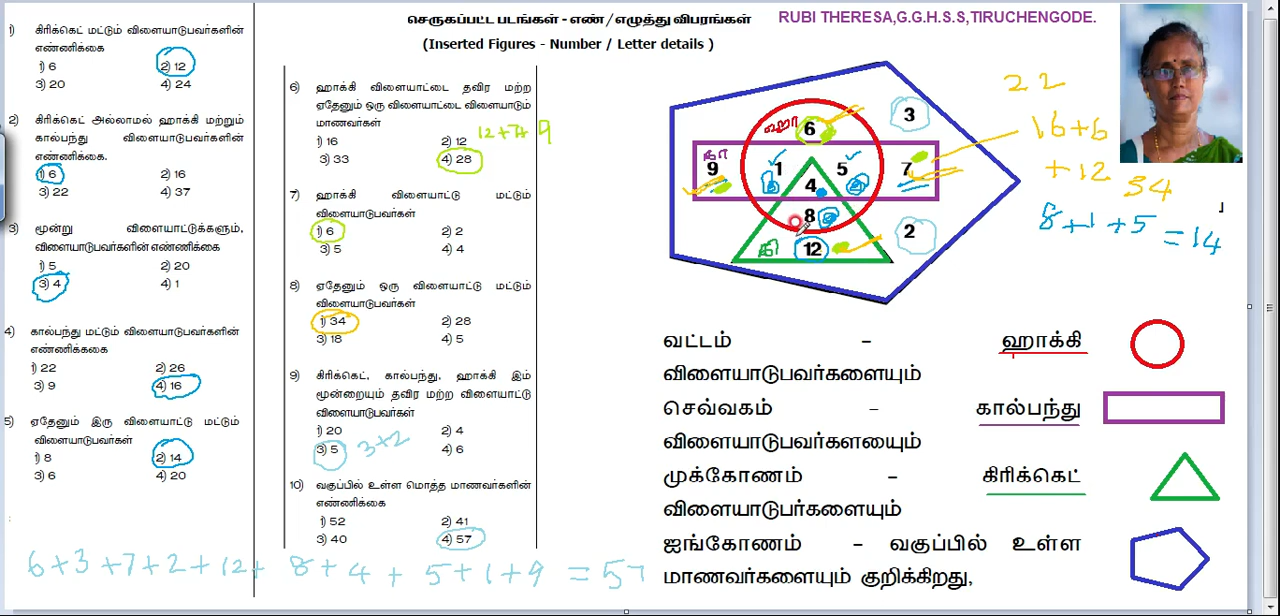 செருகப்பட்ட படங்கள் - எண் / எழுத்து விபரங்கள்
RUBI THERESA,G.G.H.S.S,TIRUCHENGODE.
(Inserted Figures - Number / Letter details )
1) கிரிக்கெட் மட்டும் விளையாடுபவர்களின்
எண்ணிக்கை
1) 6 2) 12
3) 20 4) 24
2) கிரிக்கெட் அல்லாமல் ஹாக்கி மற்றும்
கால்பந்து விளையாடுபவர்களின்
எண்ணிக்கை.
1) 6 2) 16
3) 22 4) 37
3) மூன்று விளையாட்டுக்களும்,
விளையாடுபவர்களின் எண்ணிக்கை
1) 5 2) 20
3) 4 4) 1
4) கால்பந்து மட்டும் விளையாடுபவர்களின்
எண்ணிக்ககை
1) 22 2) 26
3) 9 4) 16
5) ஏதேனும் இரு விளையாட்டு மட்டும்
விளையாடுபவர்கள்
1) 8 2) 14
3) 6 4) 20
6) ஹாக்கி விளையாட்டை தவிர மற்ற
ஏதேனும் ஒரு விளையாட்டை விளையாடும்
மாணவர்கள்
12+7+9
1) 16 2) 12
3) 33 4) 28
7) ஹாக்கி விளையாட்டு மட்டும்
விளையாடுபவர்கள்
1) 6 2) 2
3) 5 4) 4
8) ஏதேனும் ஒரு விளையாட்டு மட்டும்
விளையாடுபவர்கள்
1) 34 2) 28
3) 18 4) 5
9) கிரிக்கெட், கால்பந்து, ஹாக்கி இம்
மூன்றையும் தவிர மற்ற விளையாட்டு
விளையாடுபவர்கள்
1) 20 2) 4
3) 5 4) 6
3+2
10) வகுப்பில் உள்ள மொத்த மாணவர்களின்
எண்ணிக்கை
1) 52 2) 41
3) 40 4) 57
6+3+7+2+12+ 8+4+ 5+1+9 = 57
ஹா
6
3
கா
9 1 5 7
4
8
கி
12
2
22
16+6
+12 34
8+1+5 =14
வட்டம் - ஹாக்கி
விளையாடுபவர்களையும்
செவ்வகம் - கால்பந்து
விளையாடுபவர்களயையும்
முக்கோணம் - கிரிக்கெட்
விளையாடுபர்களையும்
ஐங்கோணம் - வகுப்பில் உள்ள
மாணவர்களையும் குறிக்கிறது,